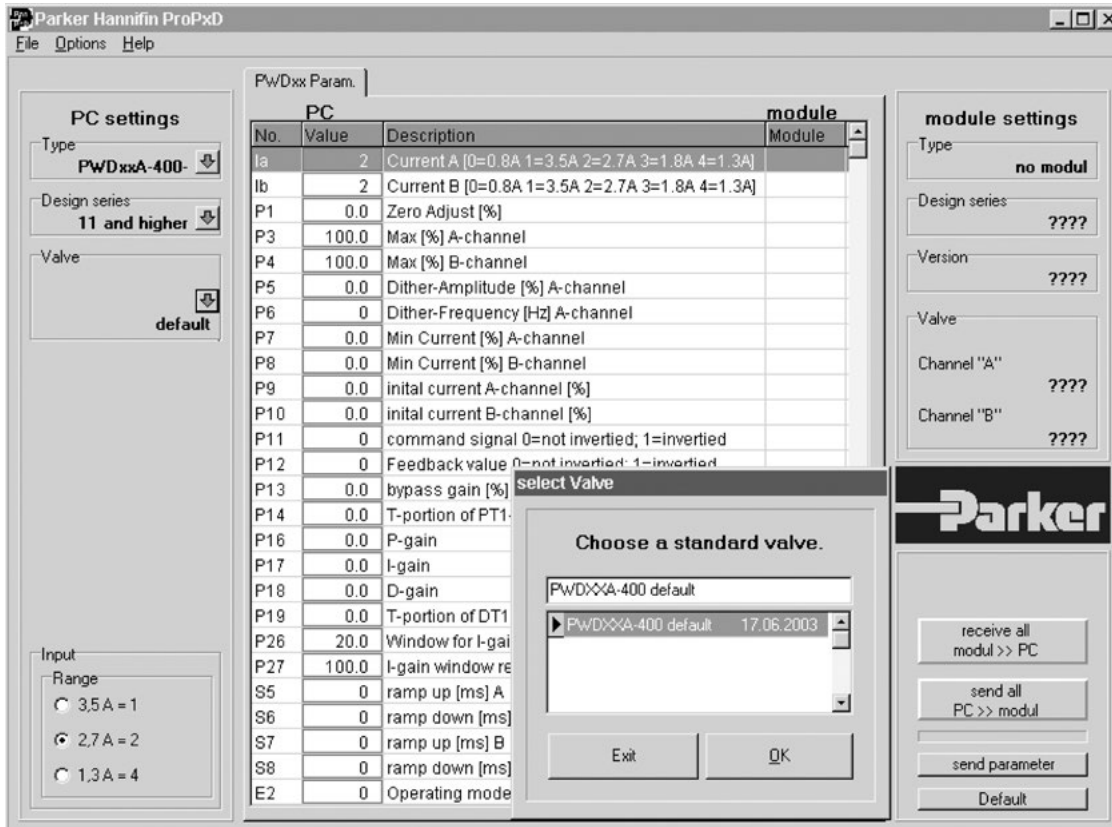 Parker Hannifin ProPxD
File Options Help
PWDxx Param.
PC settings
Type
PWDxxA-400-
Design series
11 and higher
Valve
default
PC module
No. Value Description Module
Ia 2 Current A [0=0.8A 1=3.5A 2=2.7A 3=1.8A 4=1.3A]
Ib 2 Current B [0=0.8A 1=3.5A 2=2.7A 3=1.8A 4=1.3A]
P1 0.0 Zero Adjust [%]
P3 100.0 Max [%] A-channel
P4 100.0 Max [%] B-channel
P5 0.0 Dither-Amplitude [%] A-channel
P6 0 Dither-Frequency [Hz] A-channel
P7 0.0 Min Current [%] A-channel
P8 0.0 Min Current [%] B-channel
P9 0.0 inital current A-channel [%]
P10 0.0 inital current B-channel [%]
P11 0 command signal 0=not invertied; 1=invertied
P12 0 Feedback value 0=not invertied; 1=invertied
P13 0.0 bypass gain [%]
P14 0.0 T-portion of PT1-
P16 0.0 P-gain
P17 0.0 I-gain
P18 0.0 D-gain
P19 0.0 T-portion of DT1
P26 20.0 Window for I-gai
P27 100.0 I-gain window re
S5 0 ramp up [ms] A
S6 0 ramp down [ms]
S7 0 ramp up [ms] B
S8 0 ramp down [ms]
E2 0 Operating mode
Input
Range
3,5 A = 1
2,7 A = 2
1,3 A = 4
select Valve
Choose a standard valve.
PWDXXA-400 default
PWDXXA-400 default 17.06.2003
Exit OK
module settings
Type
no modul
Design series
????
Version
????
Valve
Channel "A"
????
Channel "B"
????
Parker
receive all
modul >> PC
send all
PC >> modul
send parameter
Default